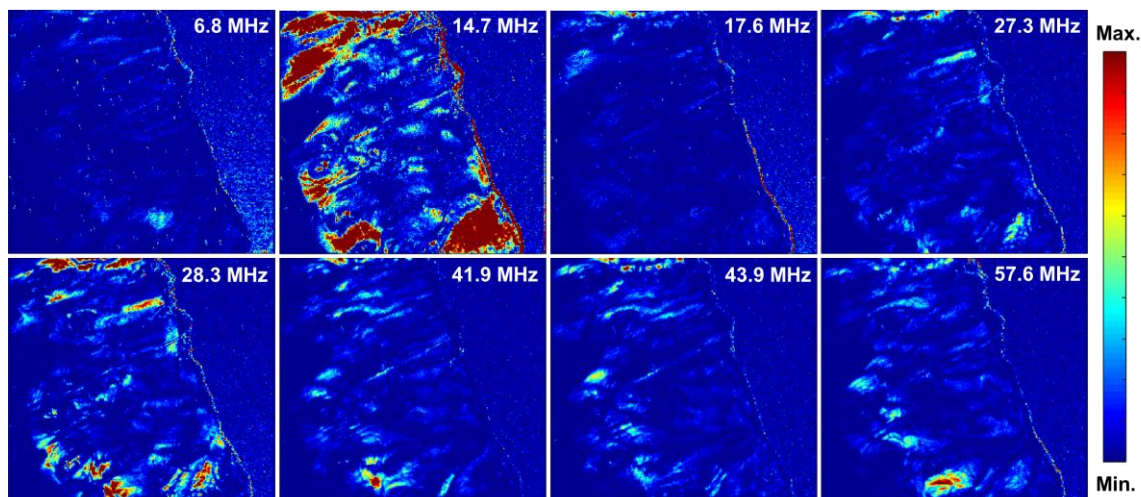 6.8 MHz
14.7 MHz
17.6 MHz
27.3 MHz
Max.
28.3 MHz
41.9 MHz
43.9 MHz
57.6 MHz
Min.